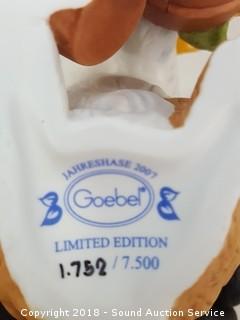 JAHRESHASE 2007
Goebel
LIMITED EDITION
1.752 / 7.500
Copyright © 2018 - Sound Auction Service